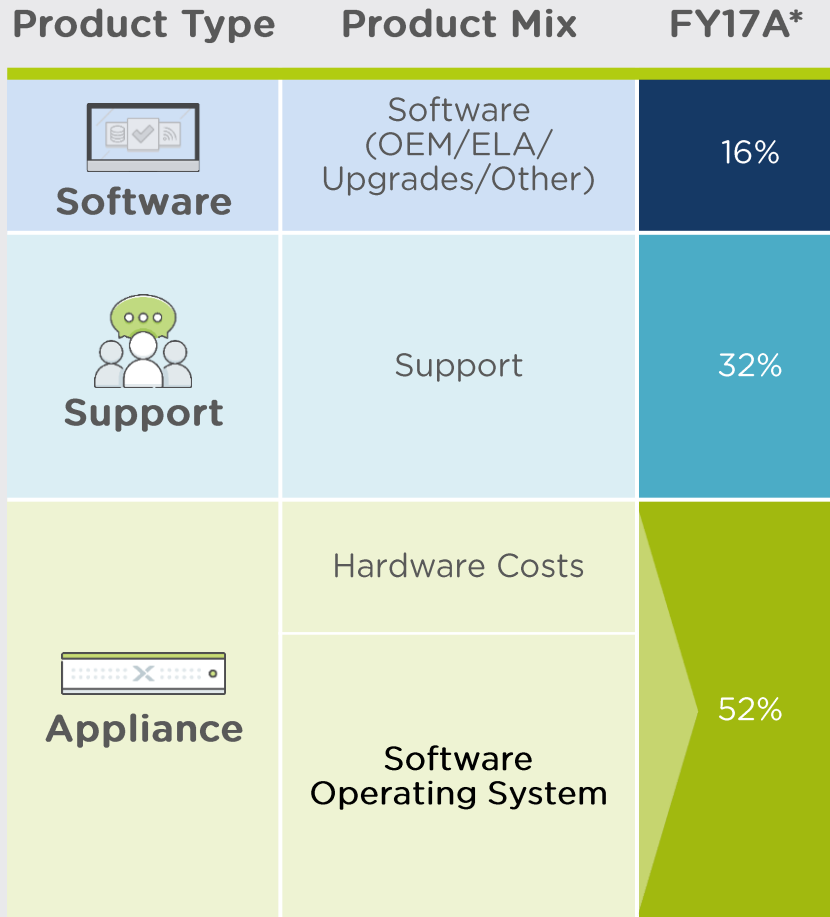 Product Type Product Mix FY17A*
Software
(OEM/ELA/
Upgrades/Other)
16%
Software
Support
32%
Support
Hardware Costs
52%
Appliance
Software
Operating System